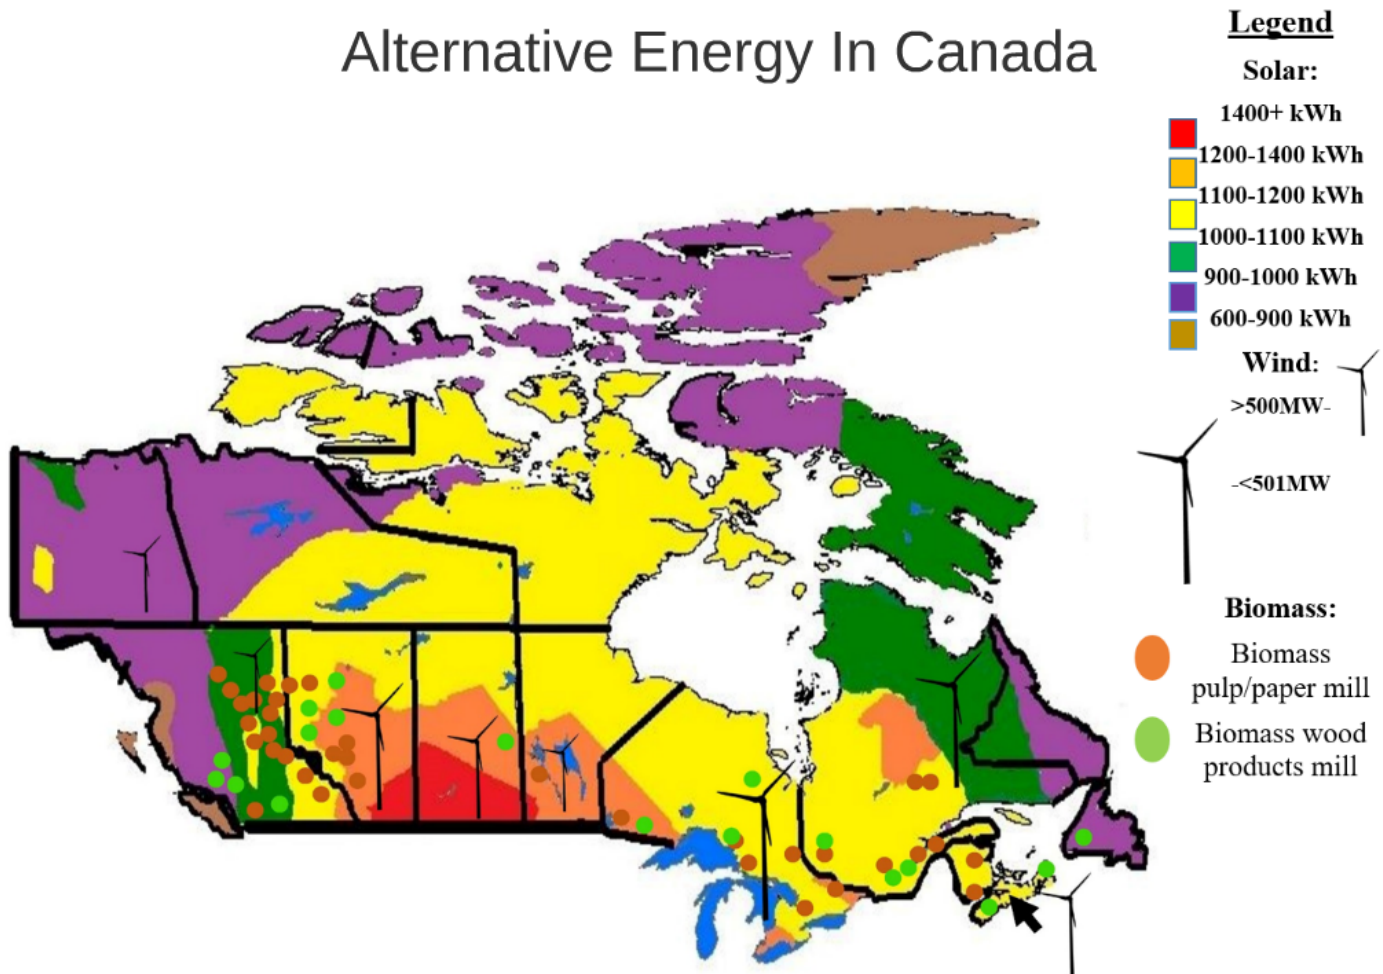 Alternative Energy In Canada
Legend
Solar:
1400+ kWh
1200-1400 kWh
1100-1200 kWh
1000-1100 kWh
900-1000 kWh
600-900 kWh
Wind:
>500MW-
-<501MW
Biomass:
Biomass
pulp/paper mill
Biomass wood
products mill